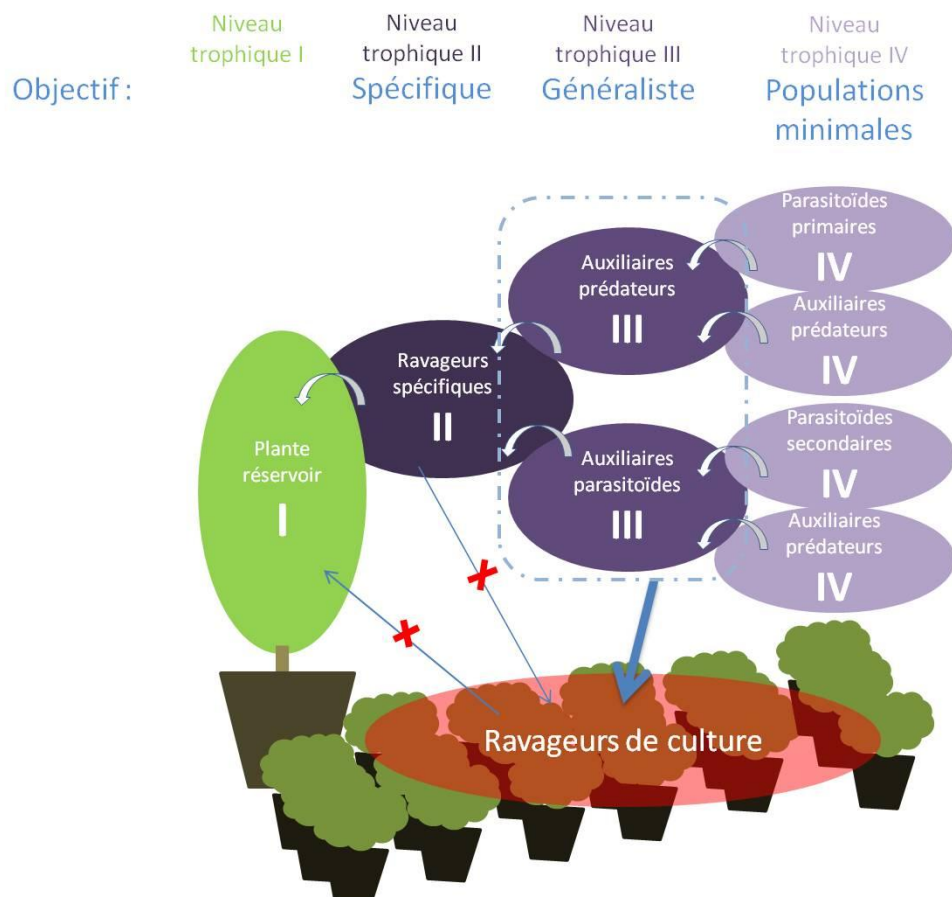 Niveau
trophique I
Niveau
trophique II
Niveau
trophique III
Niveau
trophique IV
Objectif :
Spécifique
Généraliste
Populations
minimales
Parasitoïdes
primaires
IV
Auxiliaires
prédateurs
III
Auxiliaires
prédateurs
IV
Ravageurs
spécifiques
II
Parasitoïdes
secondaires
IV
Plante
réservoir
I
Auxiliaires
parasitoïdes
III
Auxiliaires
prédateurs
IV
Ravageurs de culture